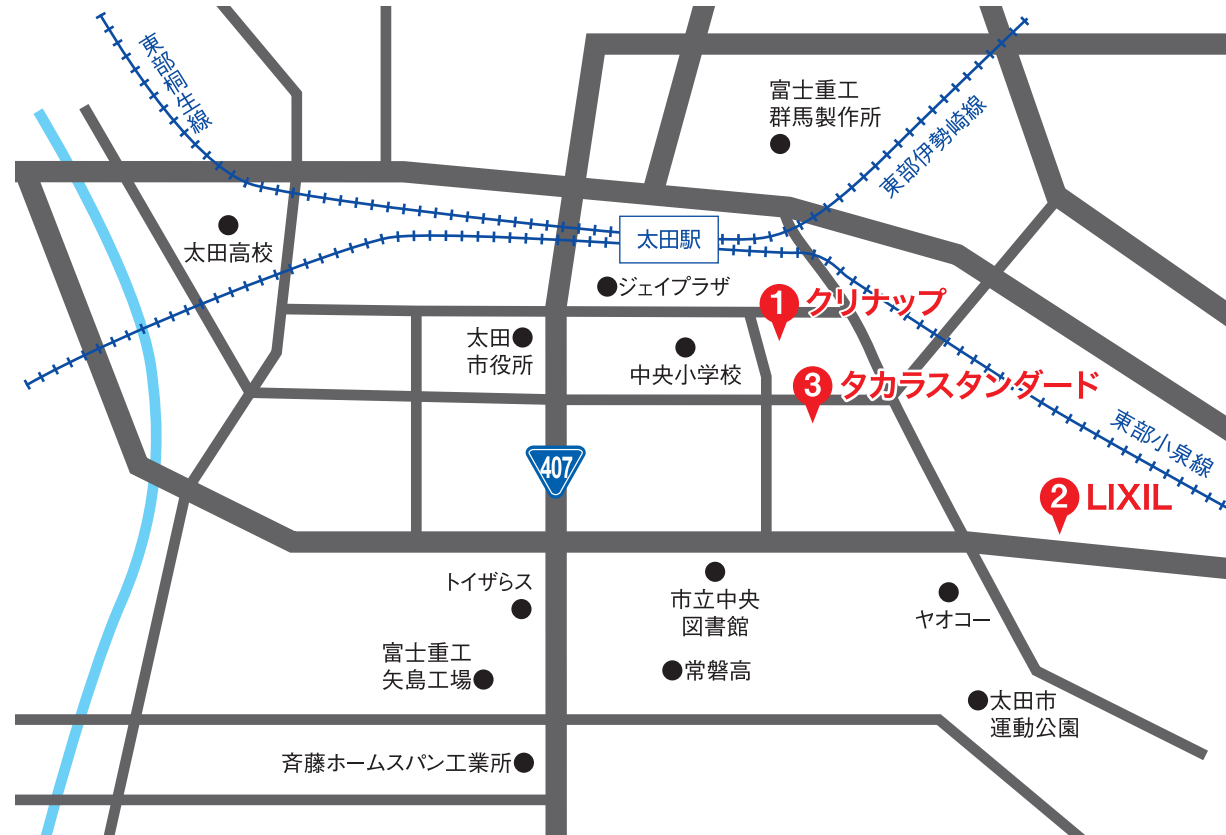 東部桐生線
富士重工
群馬製作所
東部伊勢崎線
太田高校
太田駅
ジェイプラザ
1 クリナップ
太田
市役所
中央小学校
3 タカラスタンダード
東部小泉線
407
2 LIXIL
トイザらス
市立中央
図書館
ヤオコー
富士重工
矢島工場
常磐高
太田市
運動公園
斉藤ホームスパン工業所